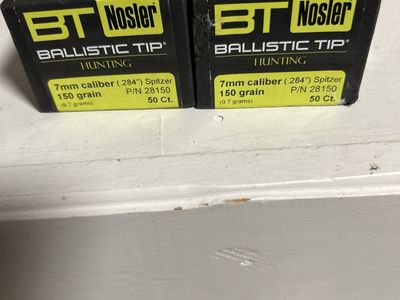 BT Nosler®
BALLISTIC TIP®
HUNTING
7mm caliber (.284") Spitzer
150 grain P/N 28150
(9.7 grams) 50 Ct.
BT Nosler®
BALLISTIC TIP®
HUNTING
7mm caliber (.284") Spitzer
150 grain P/N 28150
(9.7 grams) 50 Ct.